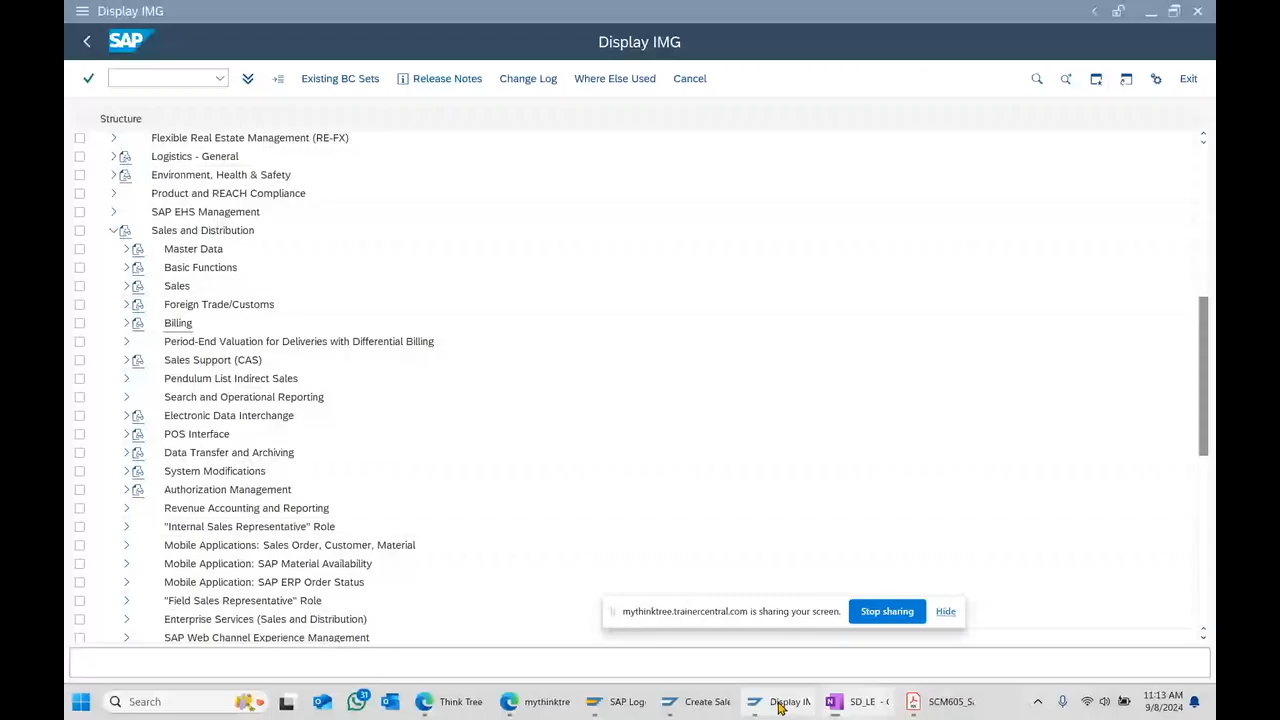 Display IMG
SAP
Display IMG
Existing BC Sets
Release Notes
Change Log
Where Else Used
Cancel
Exit
Structure
Flexible Real Estate Management (RE-FX)
Logistics - General
Environment, Health & Safety
Product and REACH Compliance
SAP EHS Management
Sales and Distribution
Master Data
Basic Functions
Sales
Foreign Trade/Customs
Billing
Period-End Valuation for Deliveries with Differential Billing
Sales Support (CAS)
Pendulum List Indirect Sales
Search and Operational Reporting
Electronic Data Interchange
POS Interface
Data Transfer and Archiving
System Modifications
Authorization Management
Revenue Accounting and Reporting
"Internal Sales Representative" Role
Mobile Applications: Sales Order, Customer, Material
Mobile Application: SAP Material Availability
Mobile Application: SAP ERP Order Status
"Field Sales Representative" Role
Enterprise Services (Sales and Distribution)
SAP Web Channel Experience Management
mythinktree.trainercentral.com is sharing your screen.
Stop sharing
Hide
Search
31
Think Tree
mythinktre
SAP Log
Create Sale
Display IM
SD_LE - C
SCM605_Sa
11:13 AM
9/8/2024